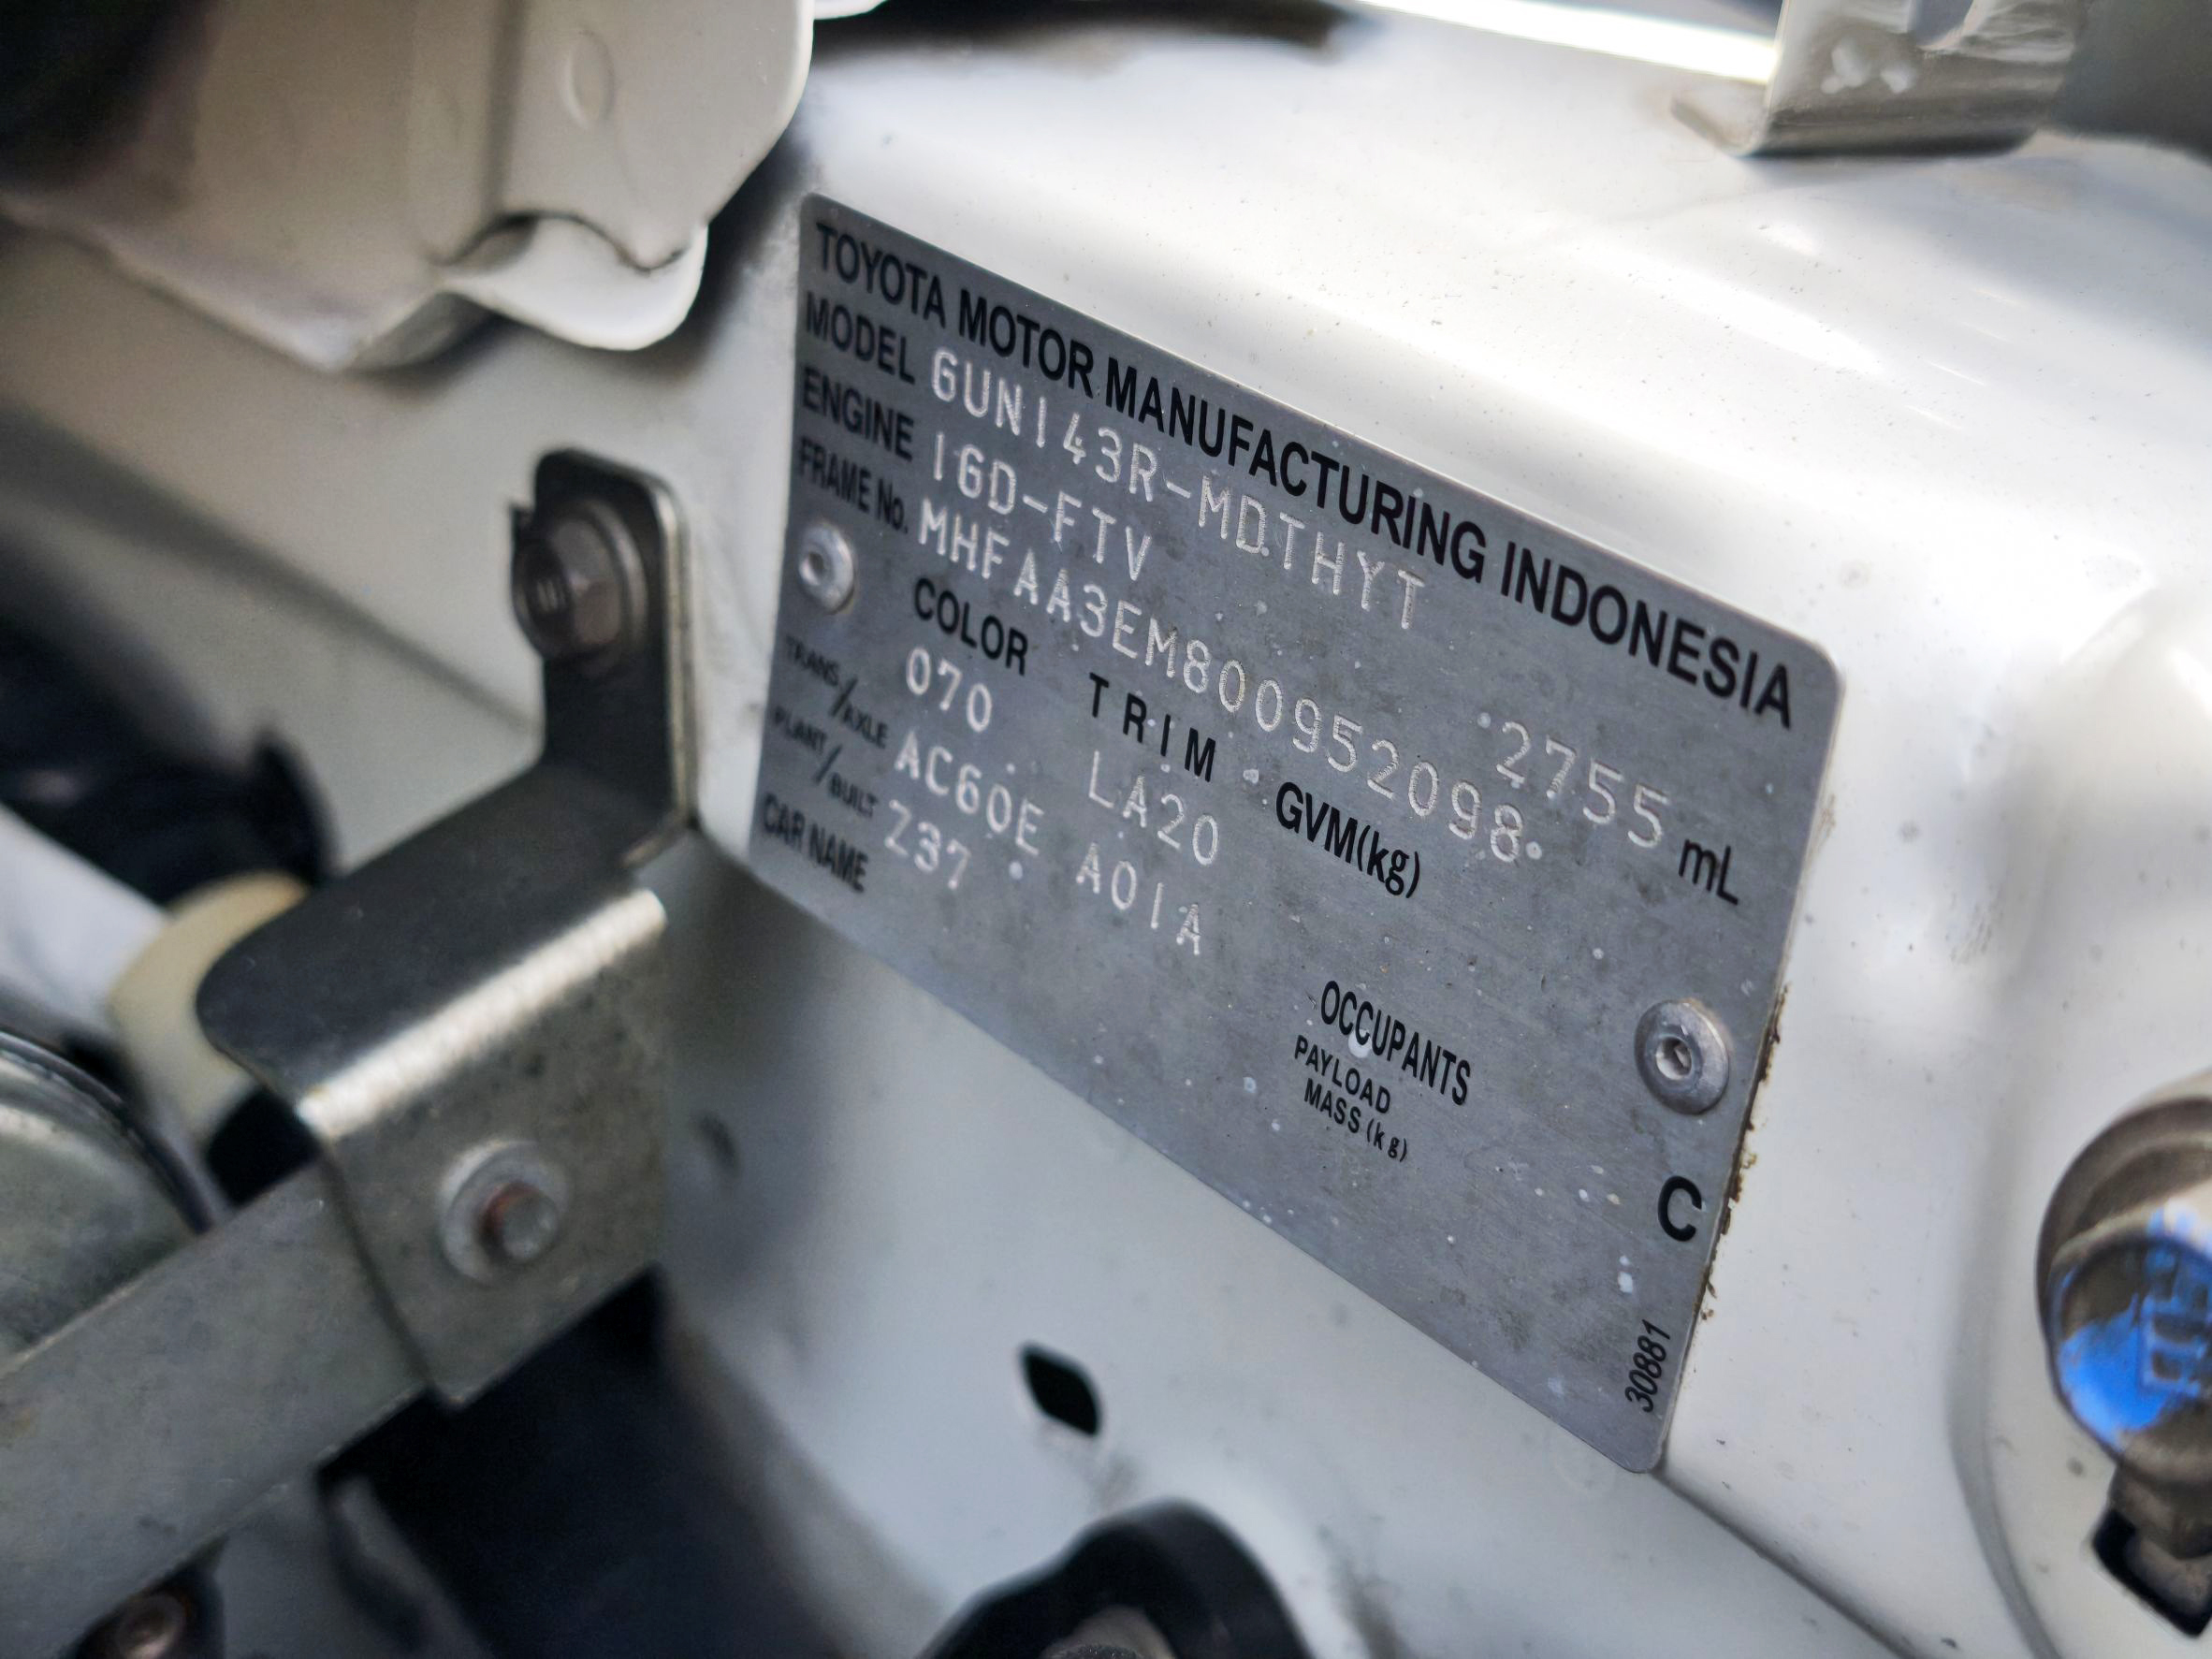 TOYOTA MOTOR MANUFACTURING INDONESIA
MODEL GUN143R-MDTHYT
ENGINE 1GD-FTV 2755 mL
FRAME No. MHFAA3EM800952098
COLOR TRIM GVM(kg)
070 LA20
TRANS/AXLE AC60E A01A
PLANT/BUILT Z37
CAR NAME
OCCUPANTS
PAYLOAD
MASS (kg)
C
30881